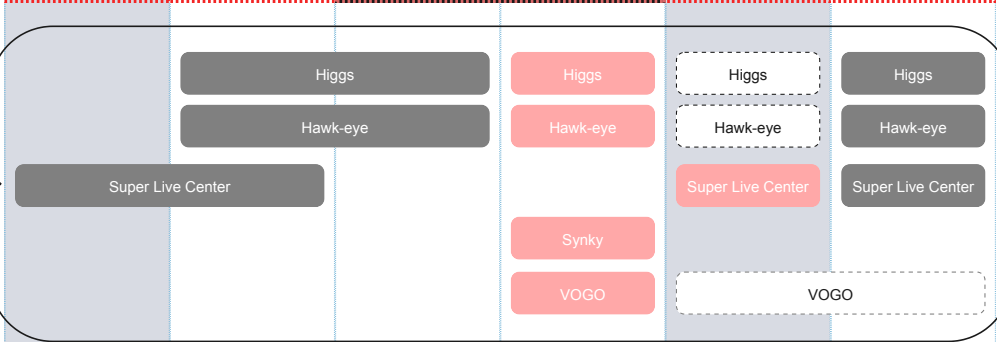 Higgs Higgs Higgs Higgs
Hawk-eye Hawk-eye Hawk-eye Hawk-eye
Super Live Center Super Live Center Super Live Center
Synky
VOGO VOGO